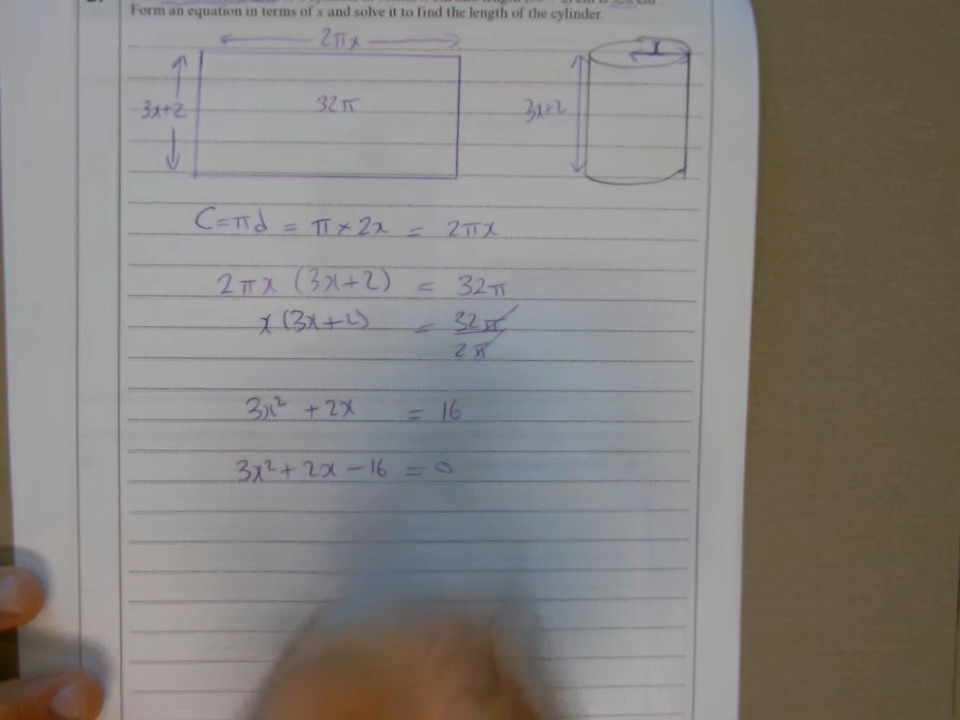 Form an equation in terms of x and solve it to find the length of the cylinder.
2πx
x
3x+2
32π
3x+2
C=πd = π×2x = 2πx
2πx (3x+2) = 32π
x(3x+2) = 32π
2π
3x² + 2x = 16
3x² + 2x - 16 = 0